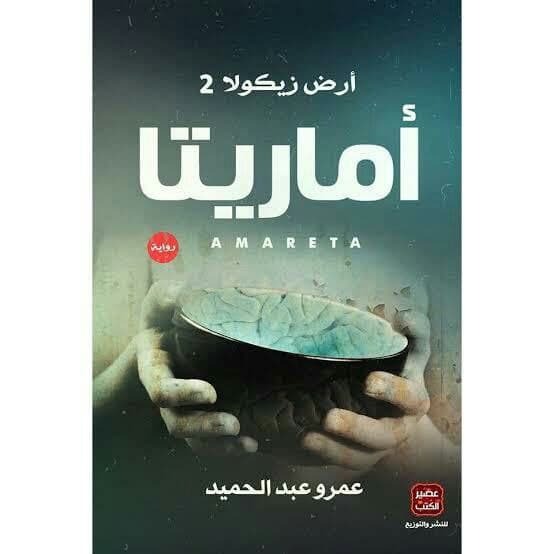 أرض زيكولا 2
أماريتا
AMARETA
رواية
عمرو عبد الحميد
عصير
الكتب
للنشر والتوزيع